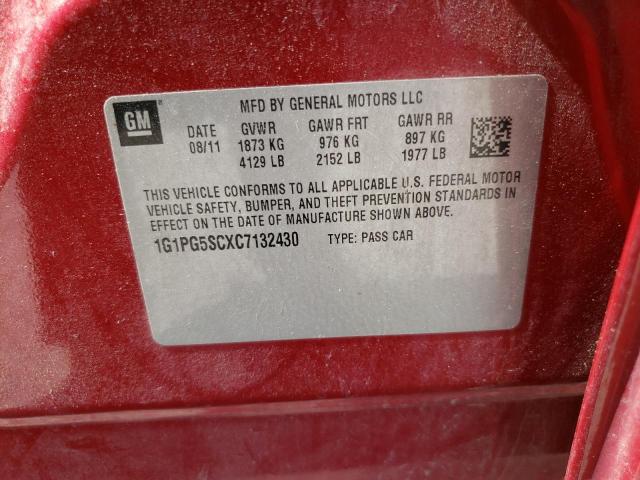 GM
MFD BY GENERAL MOTORS LLC
DATE GVWR GAWR FRT GAWR RR
08/11 1873 KG 976 KG 897 KG
4129 LB 2152 LB 1977 LB
THIS VEHICLE CONFORMS TO ALL APPLICABLE U.S. FEDERAL MOTOR
VEHICLE SAFETY, BUMPER, AND THEFT PREVENTION STANDARDS IN
EFFECT ON THE DATE OF MANUFACTURE SHOWN ABOVE.
1G1PG5SCXC7132430 TYPE: PASS CAR